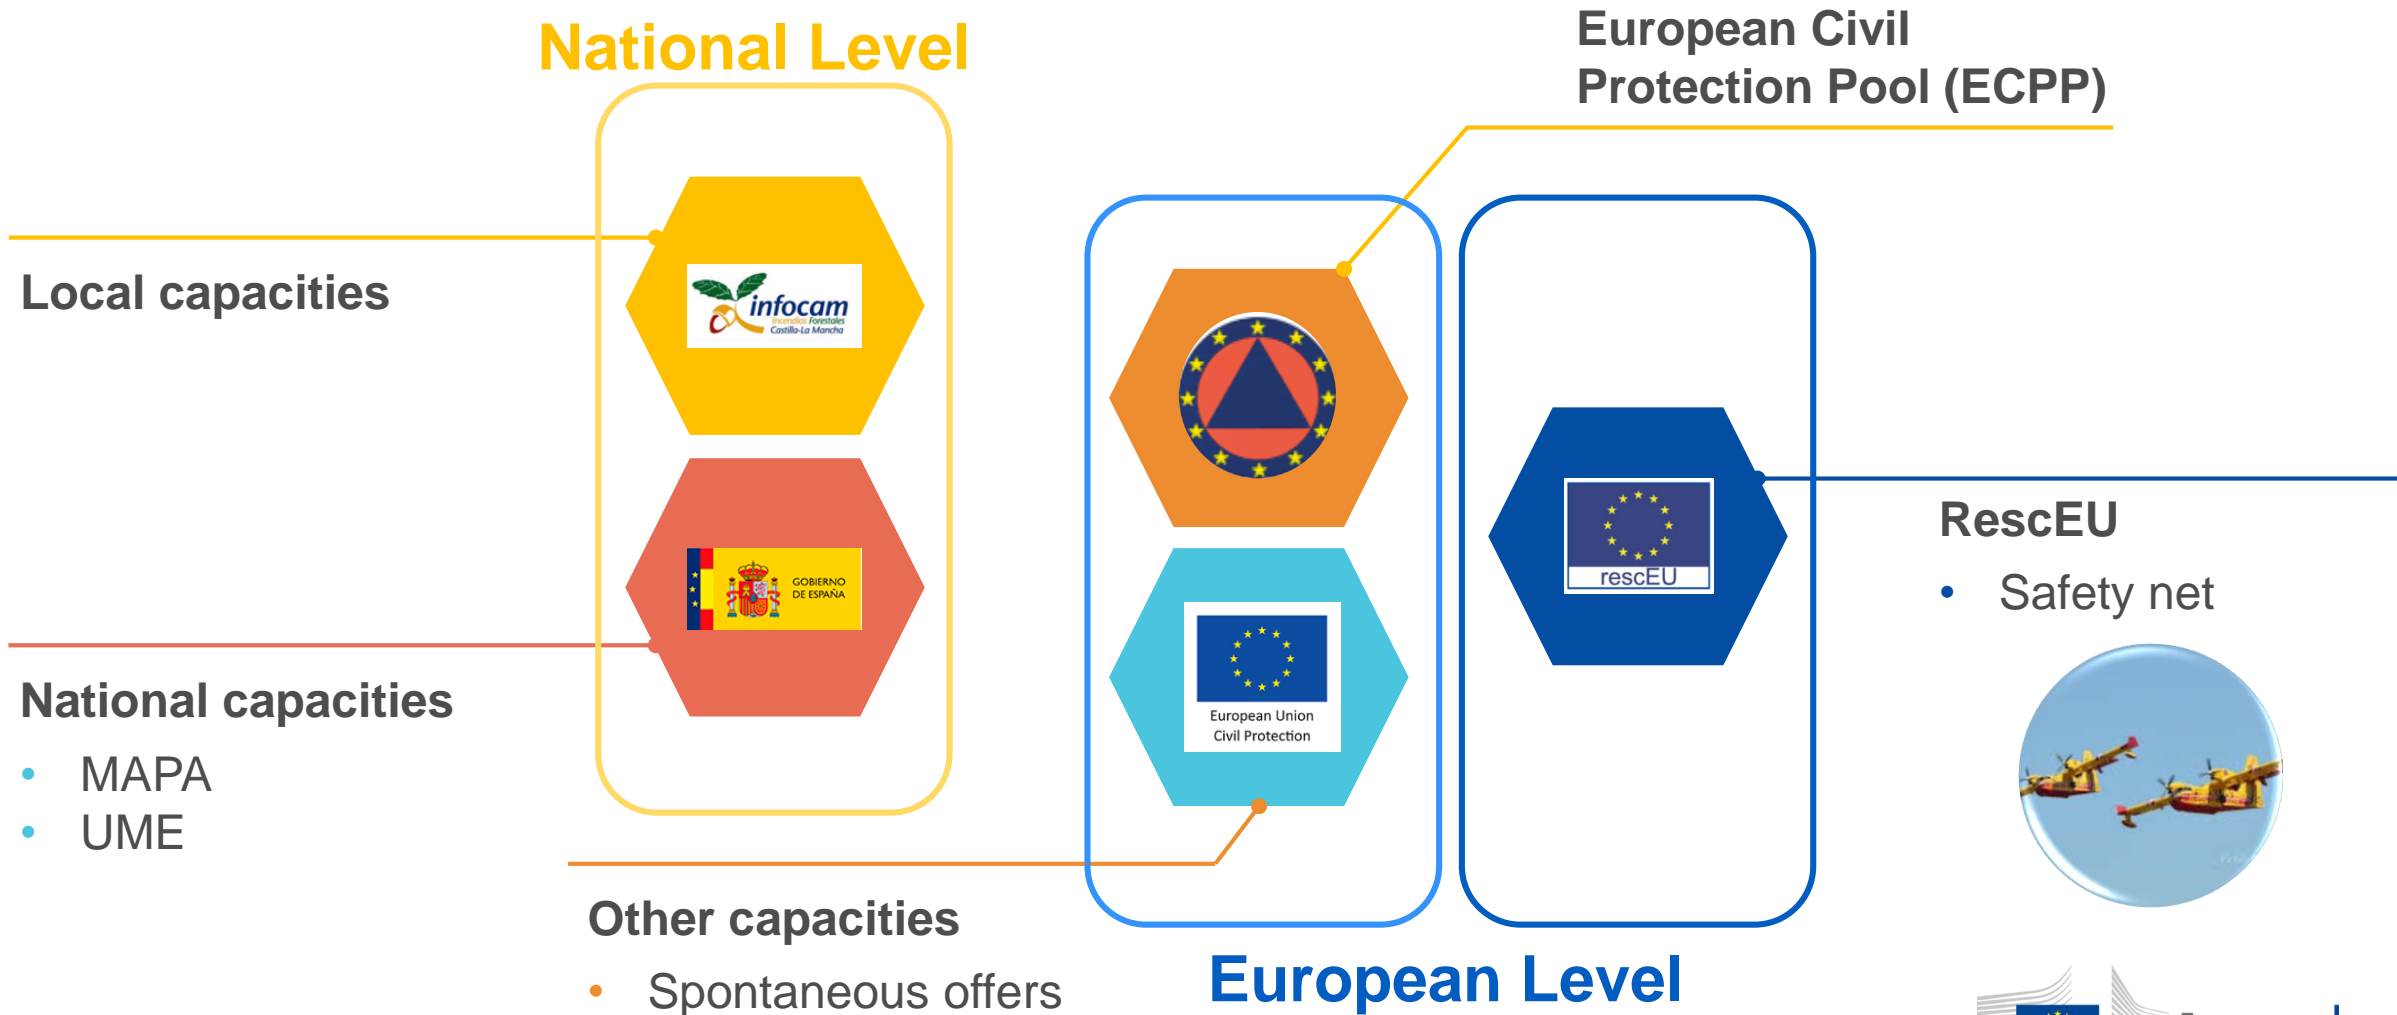 National Level
European Civil
Protection Pool (ECPP)
Local capacities
infocam
Incendios Forestales
Castilla-La Mancha
GOBIERNO
DE ESPAÑA
rescEU
RescEU
• Safety net
European Union
Civil Protection
National capacities
• MAPA
• UME
Other capacities
• Spontaneous offers
European Level